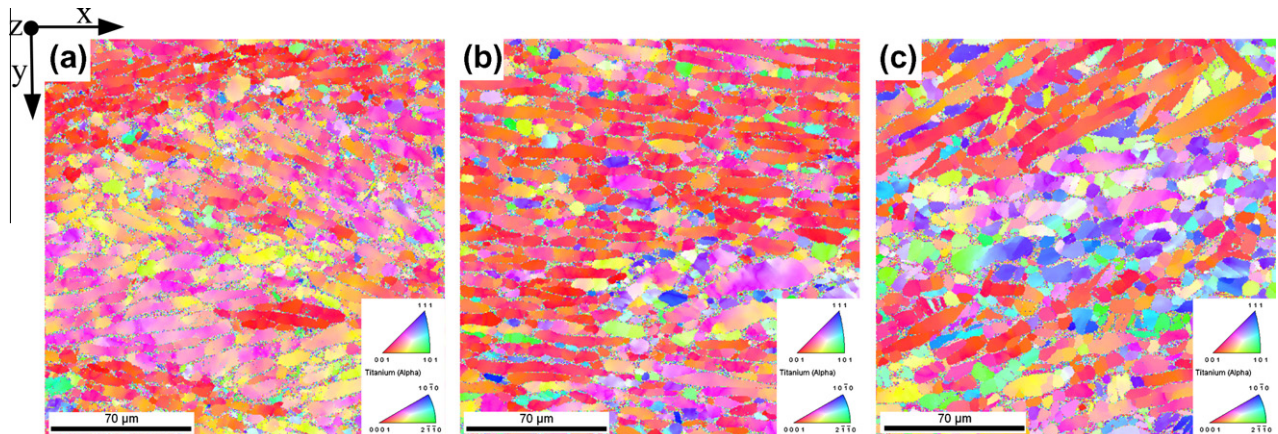 z x
y
(a)
(b)
(c)
1 1 1
0 0 1 1 0 1
Titanium (Alpha)
1 0 1̅ 0
0 0 0 1 2 1̅ 1̅ 0
70 µm
1 1 1
0 0 1 1 0 1
Titanium (Alpha)
1 0 1̅ 0
0 0 0 1 2 1̅ 1̅ 0
70 µm
1 1 1
0 0 1 1 0 1
Titanium (Alpha)
1 0 1̅ 0
0 0 0 1 2 1̅ 1̅ 0
70 µm